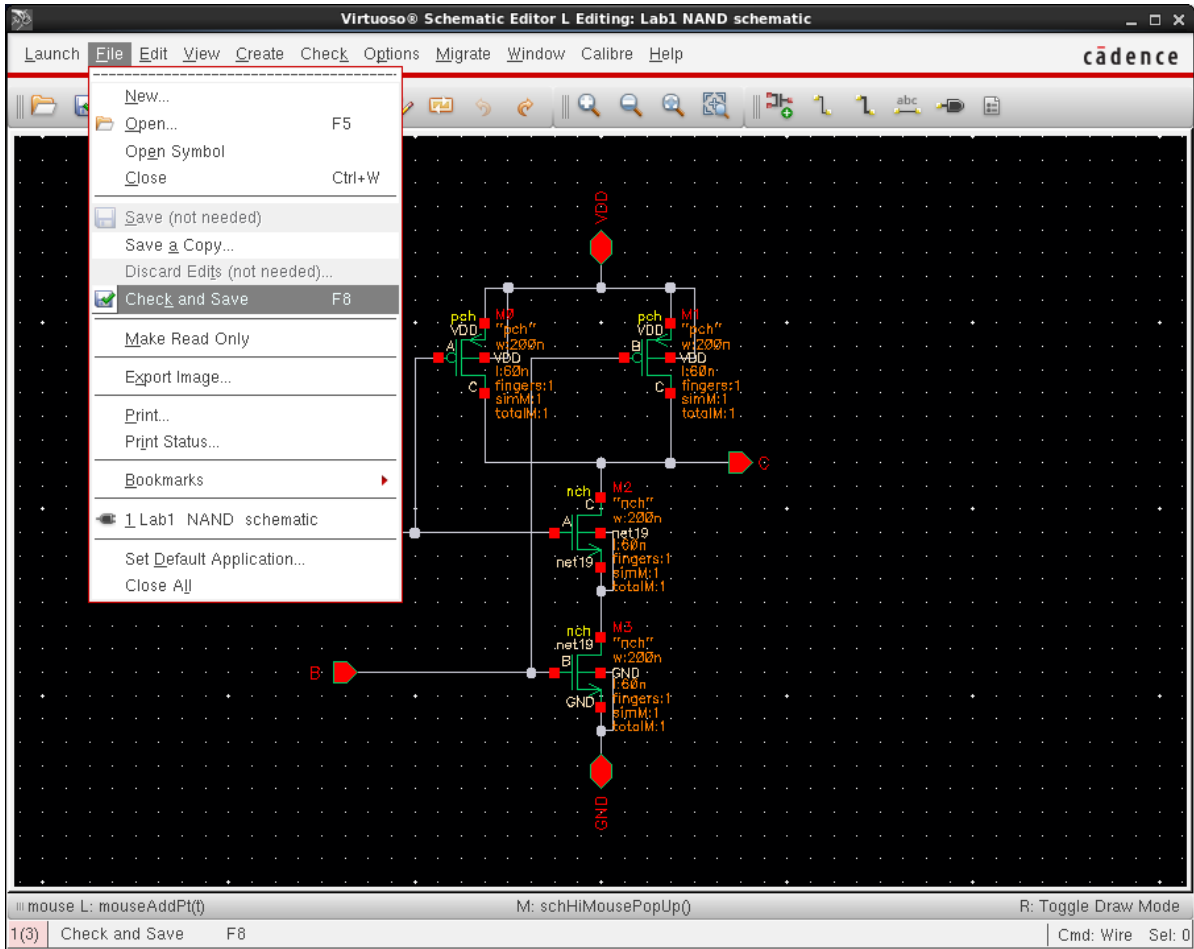 Virtuoso® Schematic Editor L Editing: Lab1 NAND schematic
Launch File Edit View Create Check Options Migrate Window Calibre Help
cādence
New...
Open... F5
Open Symbol
Close Ctrl+W
Save (not needed)
Save a Copy...
Discard Edits (not needed)...
Check and Save F8
Make Read Only
Export Image...
Print...
Print Status...
Bookmarks
1 Lab1 NAND schematic
Set Default Application...
Close All
abc
VDD
pch M0
VDD "pch"
A w:200n
VDD
l:60n
C fingers:1
simM:1
totalM:1
pch M1
VDD "pch"
B w:200n
VDD
l:60n
C fingers:1
simM:1
totalM:1
C
nch M2
C "nch"
A w:200n
net19
l:60n
net19 fingers:1
simM:1
totalM:1
nch M3
net19 "nch"
B w:200n
GND
l:60n
GND fingers:1
simM:1
totalM:1
B
GND
mouse L: mouseAddPt(t) M: schHiMousePopUp() R: Toggle Draw Mode
1(3) Check and Save F8 Cmd: Wire Sel: 0